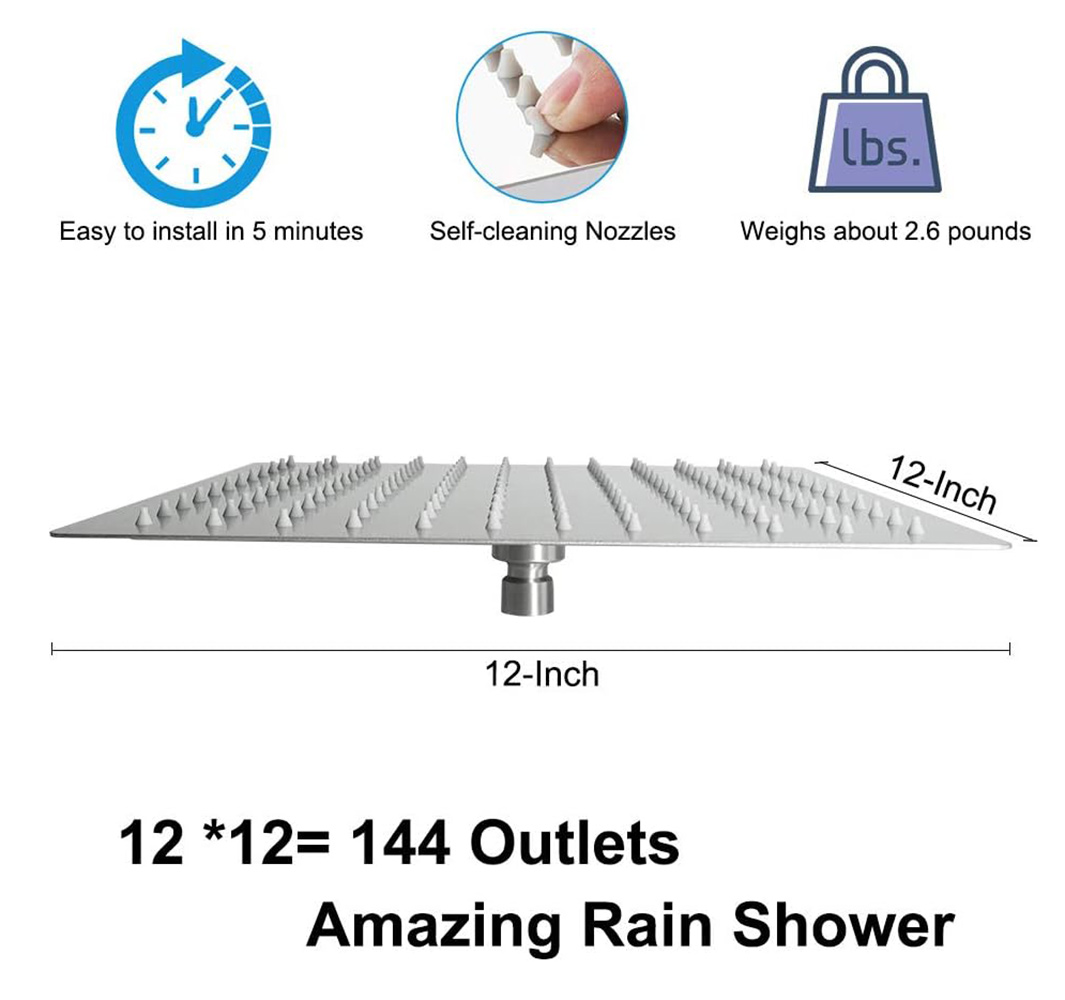 lbs.
Easy to install in 5 minutes
Self-cleaning Nozzles
Weighs about 2.6 pounds
12-Inch
12-Inch
12 *12= 144 Outlets
Amazing Rain Shower